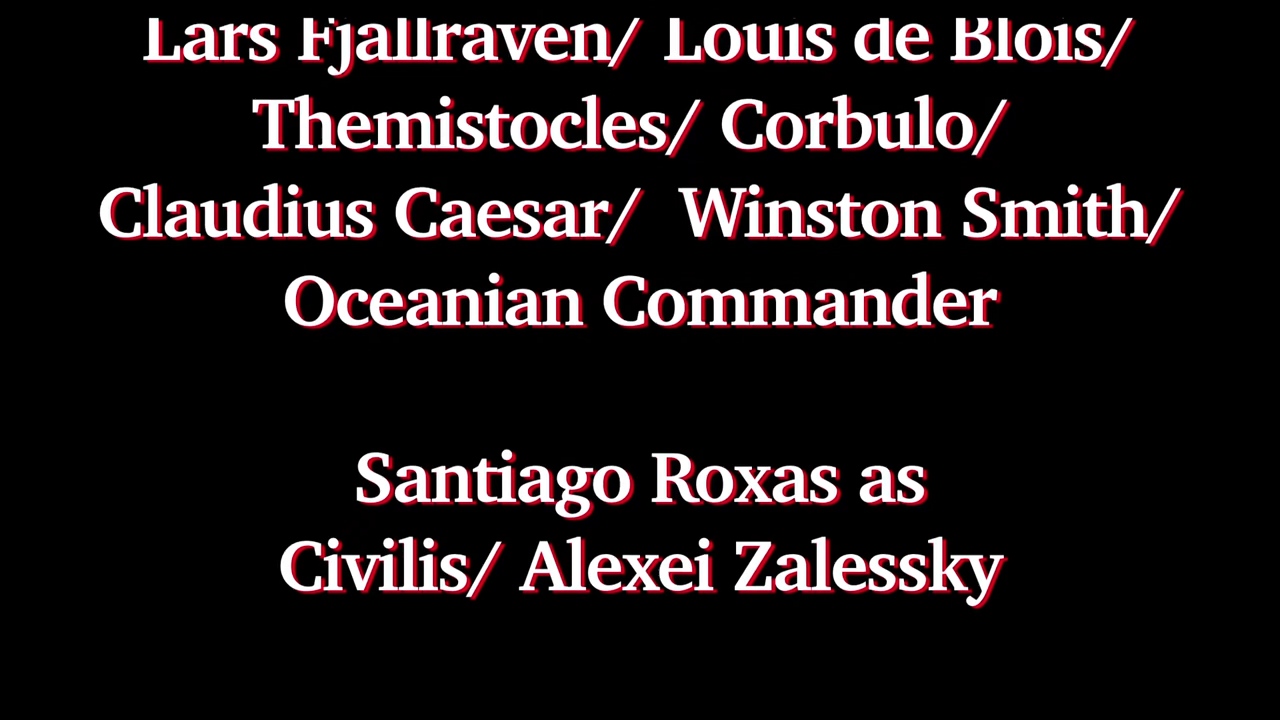 Lars Fjallraven/ Louis de Blois/
Themistocles/ Corbulo/
Claudius Caesar/  Winston Smith/
Oceanian Commander
Santiago Roxas as
Civilis/ Alexei Zalessky